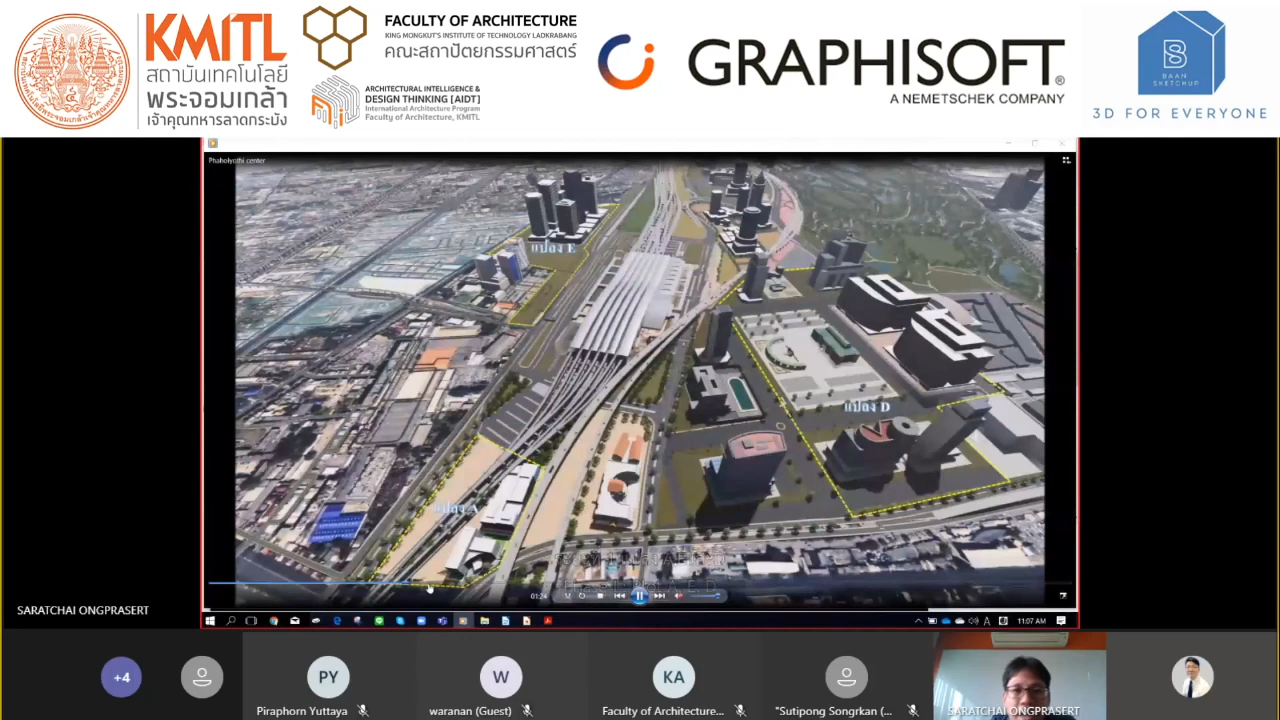 KMITL
สถาบันเทคโนโลยี
พระจอมเกล้า
เจ้าคุณทหารลาดกระบัง
FACULTY OF ARCHITECTURE
KING MONGKUT'S INSTITUTE OF TECHNOLOGY LADKRABANG
คณะสถาปัตยกรรมศาสตร์
ARCHITECTURAL INTELLIGENCE &
DESIGN THINKING [AIDT]
International Architecture Program
Faculty of Architecture, KMITL
GRAPHISOFT®
A NEMETSCHEK COMPANY
B
S
BAAN
SKETCHUP
3D FOR EVERYONE
Phaholyothi center
แปลง E
แปลง D
แปลง A
01:24
11:07 AM
SARATCHAI ONGPRASERT
+4
PY
Piraphorn Yuttaya
W
waranan (Guest)
KA
Faculty of Architecture...
"Sutipong Songrkan (...
SARATCHAI ONGPRASERT